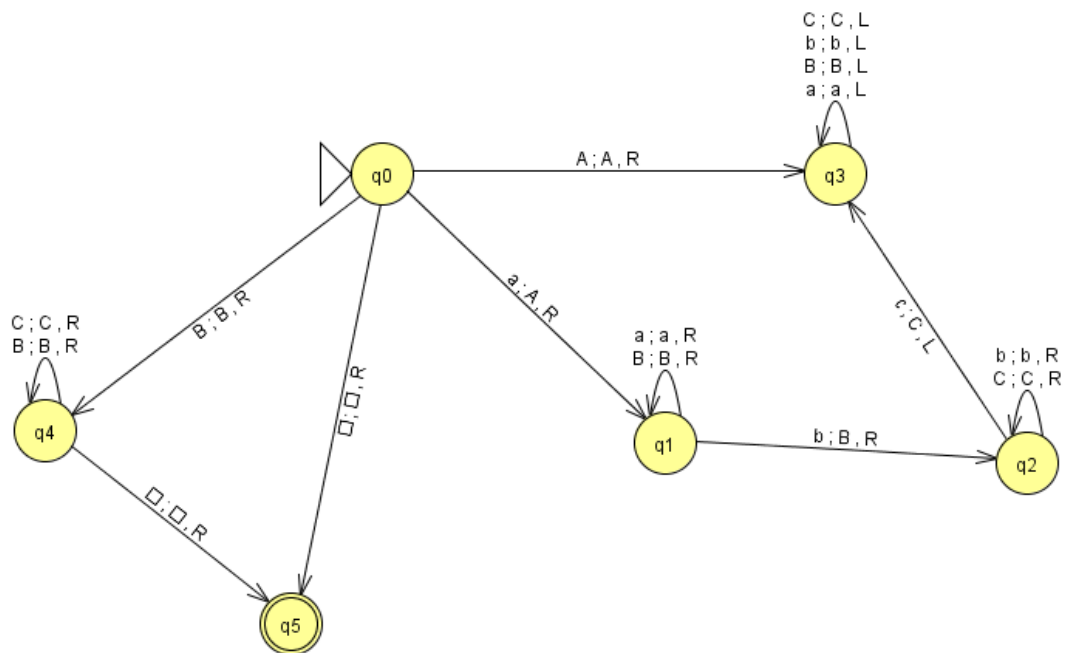 C ; C , L
b ; b , L
B ; B , L
a ; a , L
q0
A ; A , R
q3
B ; B , R
□ ; □ , R
a ; A , R
c ; C , L
C ; C , R
B ; B , R
a ; a , R
B ; B , R
b ; b , R
C ; C , R
q4
q1
b ; B , R
q2
□ ; □ , R
q5